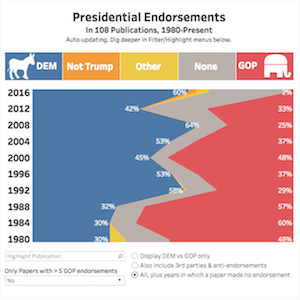 Presidential Endorsements
In 108 Publications, 1980-Present
Auto-updating. Dig deeper in Filter/Highlight menus below.
DEM Not Trump Other None GOP
2016 60% 2%
2012 42% 33%
2008 64% 25%
2004 53% 37%
2000 45% 48%
1996 37%
1992 58% 29%
1988 32% 57%
1984 30% 58%
1980 30% 48%
Highlight Publication
Only Papers with > 5 GOP endorsements
No
Display DEM vs GOP only
Also include 3rd parties & anti-endorsements
All, plus years in which a paper made no endorsement.